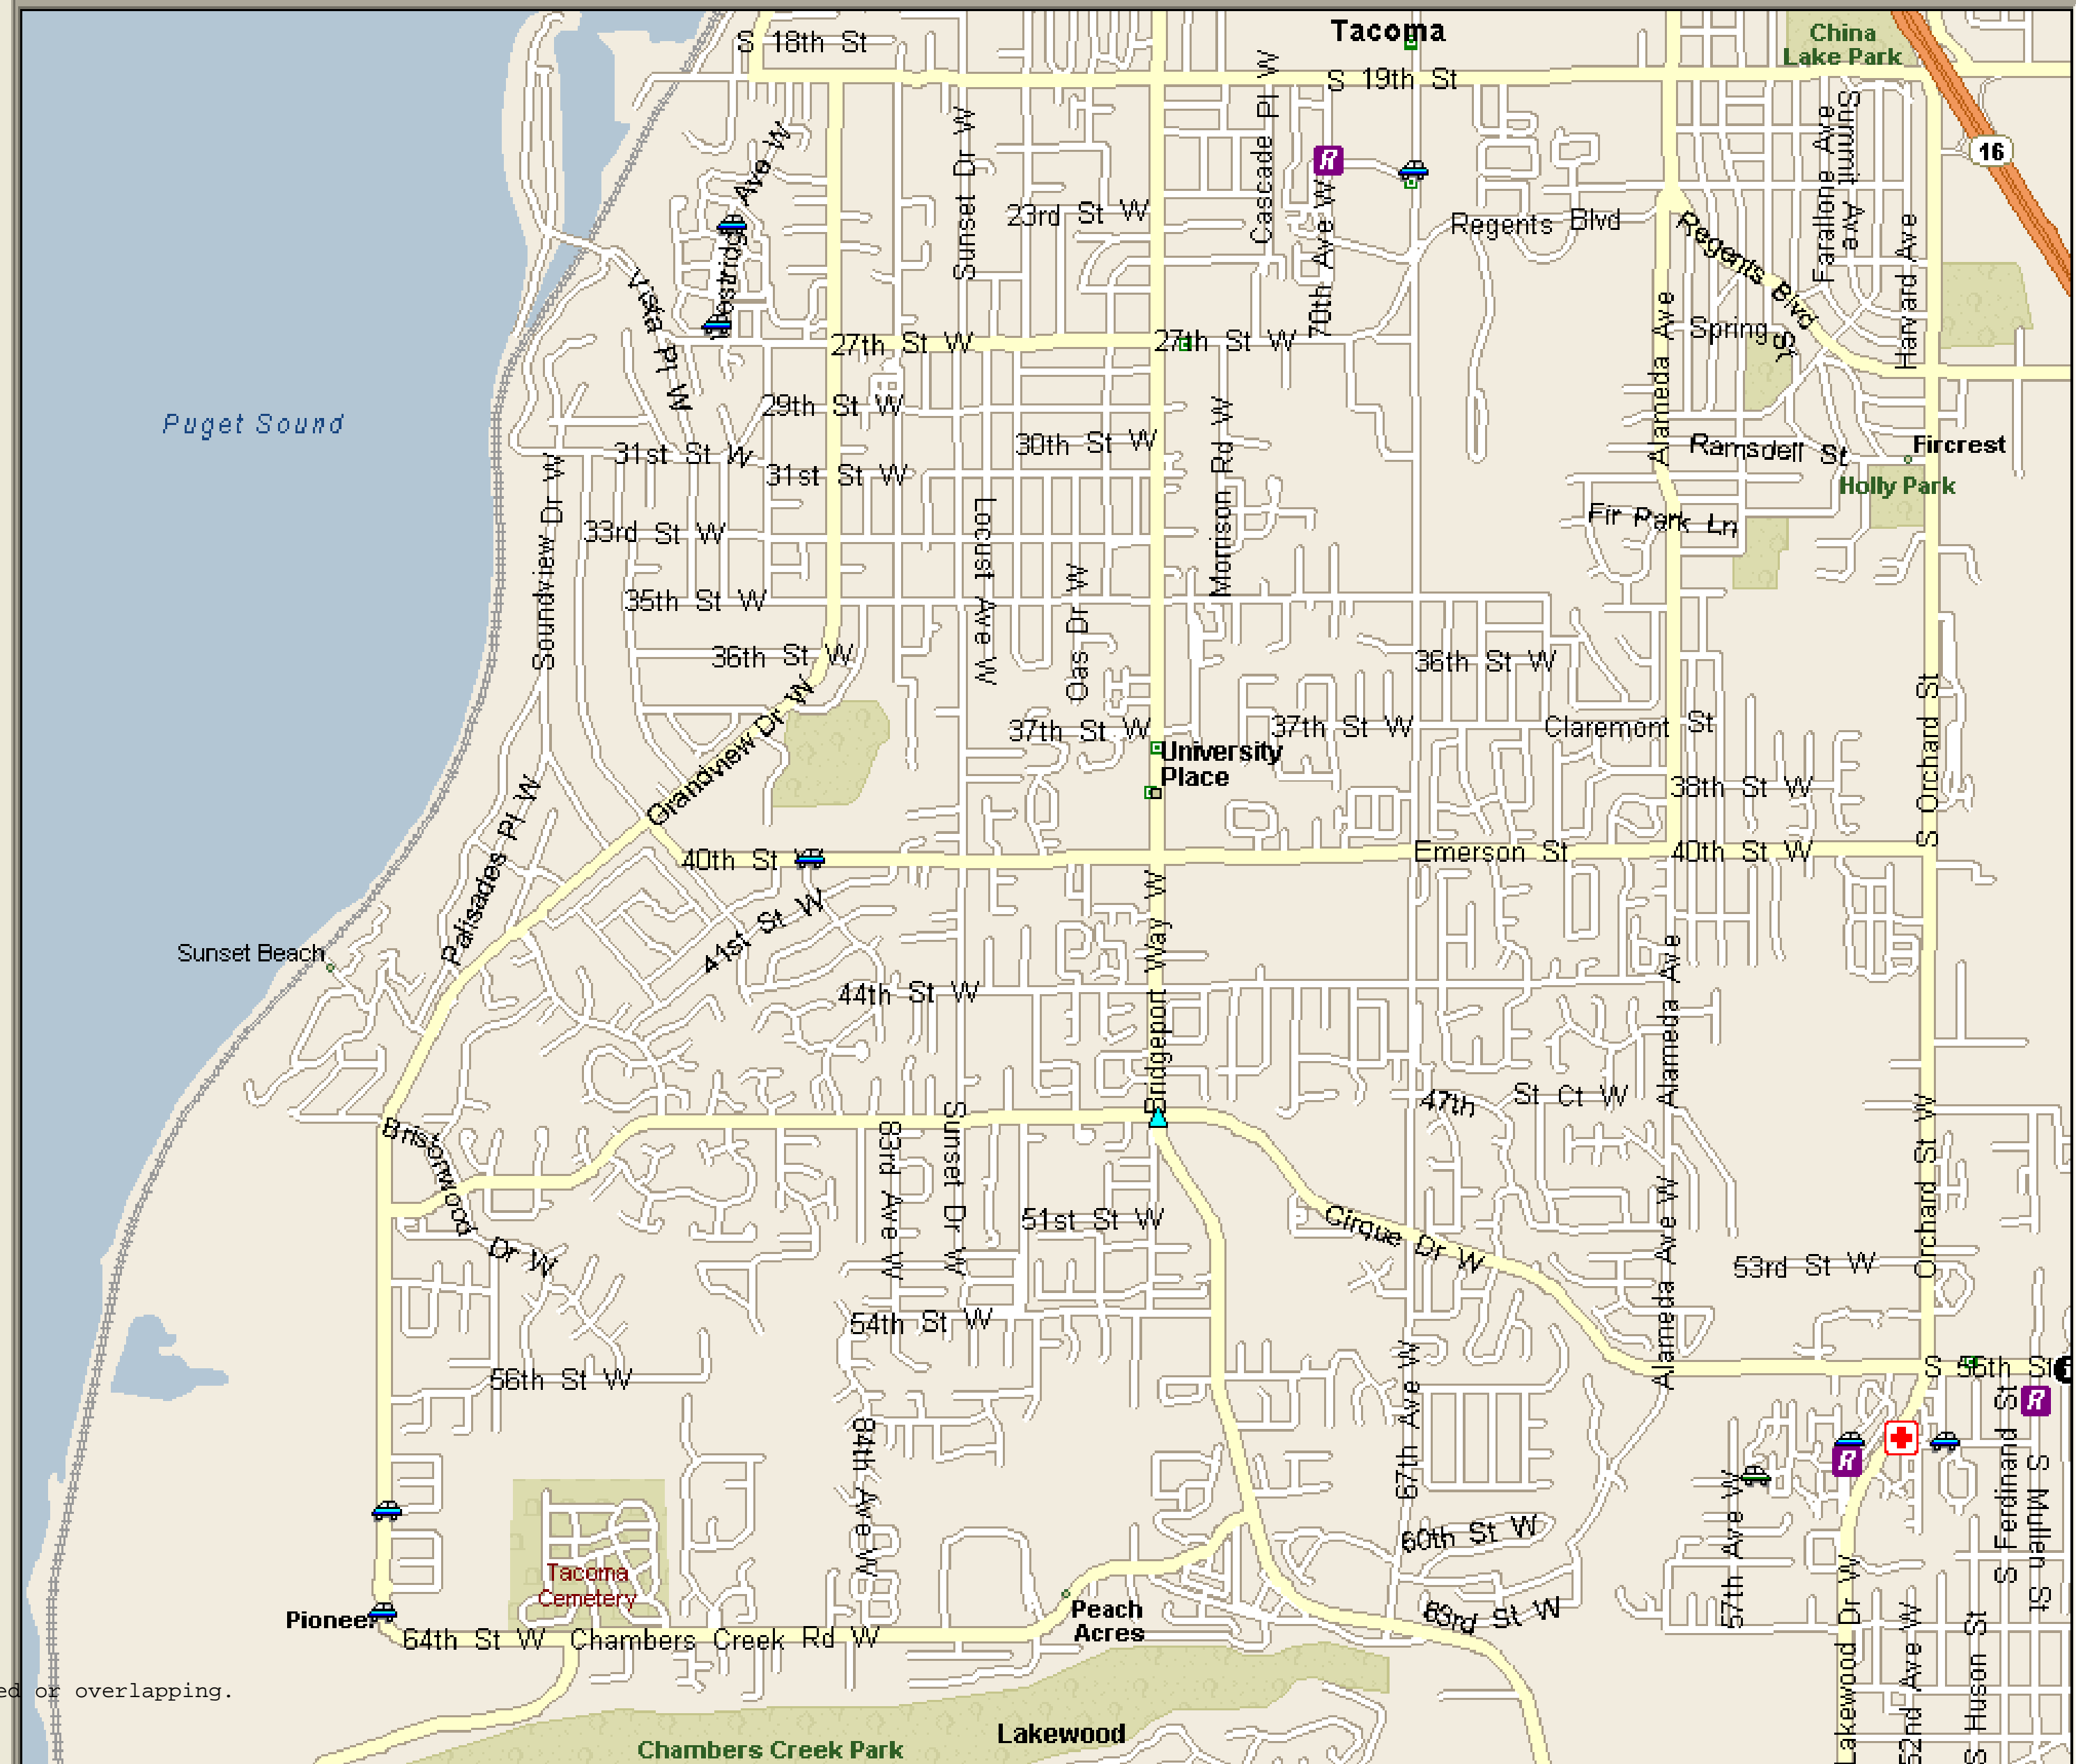 Tacoma
China
Lake Park
S 18th St
S 19th St
16
Ave W
Sunset Dr W
Cascade Pl W
Farallone Ave
Summit Ave
R
23rd St W
70th Ave W
Regents Blvd
Regents Blvd
Harvard Ave
Vista Pl W
27th St W
27th St W
Alameda Ave
Spring St
Puget Sound
29th St W
30th St W
Morrison Rd W
31st St W
31st St W
Ramsdell St
Fircrest
Holly Park
Soundview Dr W
33rd St W
Locust Ave W
Fir Park Ln
35th St W
Olas Dr W
36th St W
36th St W
Grandview Dr W
37th St W
37th St W
Claremont St
S Orchard St
University
Place
38th St W
Palisades Pl W
40th St W
Emerson St
40th St W
41st St W
Bridgeport Way W
Sunset Beach
44th St W
Alameda Ave
47th St Ct W
Brisonwood Dr W
83rd Ave W
Sunset Dr W
51st St W
Cirque Dr W
Alameda Ave W
Orchard St W
53rd St W
54th St W
56th St W
S 56th St
67th Ave W
R
84th Ave W
R
S Ferdinand St
S Mullen St
57th Ave W
60th St W
Tacoma
Cemetery
63rd St W
Pioneer
Peach
Acres
64th St W
Chambers Creek Rd W
Lakewood Dr W
52nd Ave W
S Huson St
ed or overlapping.
Lakewood
Chambers Creek Park